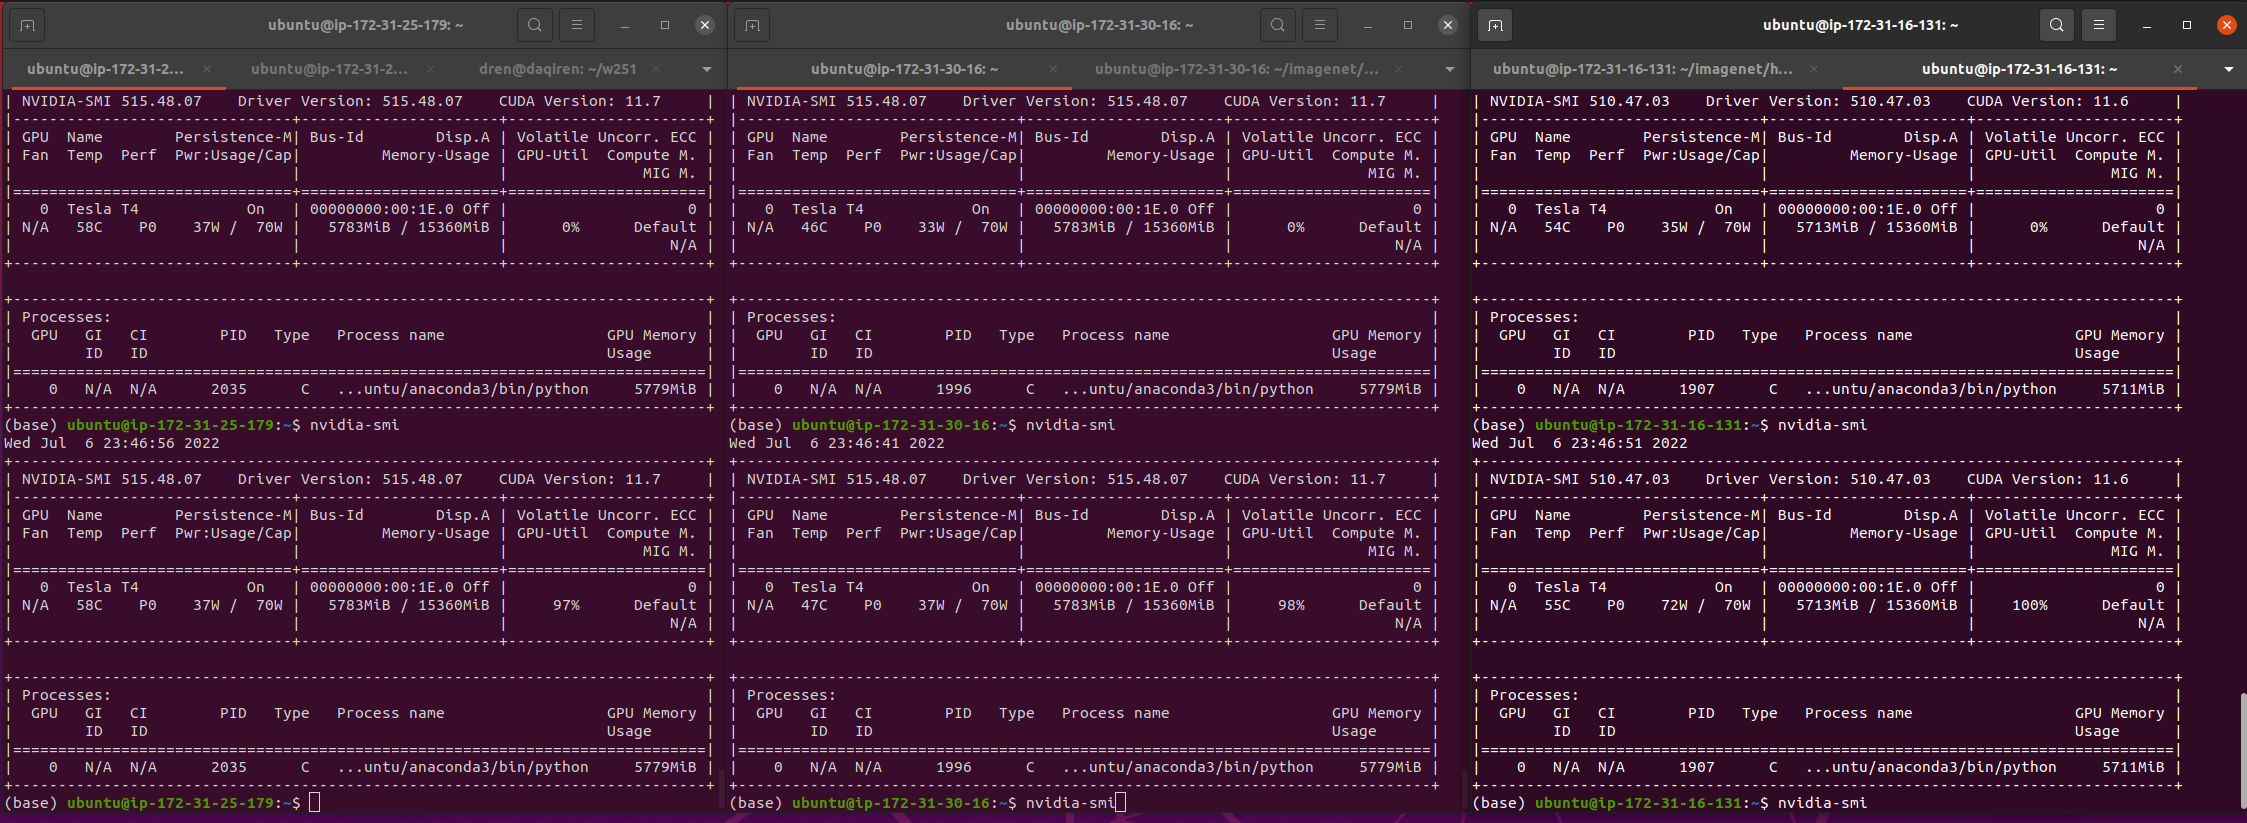 ubuntu@ip-172-31-25-179: ~
ubuntu@ip-172-31-2...   ubuntu@ip-172-31-2...   dren@daqiren: ~/w251
| NVIDIA-SMI 515.48.07    Driver Version: 515.48.07    CUDA Version: 11.7     |
|-------------------------------+----------------------+----------------------+
| GPU  Name        Persistence-M| Bus-Id        Disp.A | Volatile Uncorr. ECC |
| Fan  Temp  Perf  Pwr:Usage/Cap|         Memory-Usage | GPU-Util  Compute M. |
|                               |                      |               MIG M. |
|===============================+======================+======================|
|   0  Tesla T4            On   | 00000000:00:1E.0 Off |                    0 |
| N/A   58C    P0    37W /  70W |   5783MiB / 15360MiB |      0%      Default |
|                               |                      |                  N/A |
+-------------------------------+----------------------+----------------------+
+-----------------------------------------------------------------------------+
| Processes:                                                                  |
|  GPU   GI   CI        PID   Type   Process name                  GPU Memory |
|        ID   ID                                                   Usage      |
|=============================================================================|
|    0   N/A  N/A      2035      C   ...untu/anaconda3/bin/python     5779MiB |
+-----------------------------------------------------------------------------+
(base) ubuntu@ip-172-31-25-179:~$ nvidia-smi
Wed Jul  6 23:46:56 2022
+-----------------------------------------------------------------------------+
| NVIDIA-SMI 515.48.07    Driver Version: 515.48.07    CUDA Version: 11.7     |
|-------------------------------+----------------------+----------------------+
| GPU  Name        Persistence-M| Bus-Id        Disp.A | Volatile Uncorr. ECC |
| Fan  Temp  Perf  Pwr:Usage/Cap|         Memory-Usage | GPU-Util  Compute M. |
|                               |                      |               MIG M. |
|===============================+======================+======================|
|   0  Tesla T4            On   | 00000000:00:1E.0 Off |                    0 |
| N/A   58C    P0    37W /  70W |   5783MiB / 15360MiB |     97%      Default |
|                               |                      |                  N/A |
+-------------------------------+----------------------+----------------------+
+-----------------------------------------------------------------------------+
| Processes:                                                                  |
|  GPU   GI   CI        PID   Type   Process name                  GPU Memory |
|        ID   ID                                                   Usage      |
|=============================================================================|
|    0   N/A  N/A      2035      C   ...untu/anaconda3/bin/python     5779MiB |
+-----------------------------------------------------------------------------+
(base) ubuntu@ip-172-31-25-179:~$
ubuntu@ip-172-31-30-16: ~
ubuntu@ip-172-31-30-16: ~   ubuntu@ip-172-31-30-16: ~/imagenet/...
| NVIDIA-SMI 515.48.07    Driver Version: 515.48.07    CUDA Version: 11.7     |
|-------------------------------+----------------------+----------------------+
| GPU  Name        Persistence-M| Bus-Id        Disp.A | Volatile Uncorr. ECC |
| Fan  Temp  Perf  Pwr:Usage/Cap|         Memory-Usage | GPU-Util  Compute M. |
|                               |                      |               MIG M. |
|===============================+======================+======================|
|   0  Tesla T4            On   | 00000000:00:1E.0 Off |                    0 |
| N/A   46C    P0    33W /  70W |   5783MiB / 15360MiB |      0%      Default |
|                               |                      |                  N/A |
+-------------------------------+----------------------+----------------------+
+-----------------------------------------------------------------------------+
| Processes:                                                                  |
|  GPU   GI   CI        PID   Type   Process name                  GPU Memory |
|        ID   ID                                                   Usage      |
|=============================================================================|
|    0   N/A  N/A      1996      C   ...untu/anaconda3/bin/python     5779MiB |
+-----------------------------------------------------------------------------+
(base) ubuntu@ip-172-31-30-16:~$ nvidia-smi
Wed Jul  6 23:46:41 2022
+-----------------------------------------------------------------------------+
| NVIDIA-SMI 515.48.07    Driver Version: 515.48.07    CUDA Version: 11.7     |
|-------------------------------+----------------------+----------------------+
| GPU  Name        Persistence-M| Bus-Id        Disp.A | Volatile Uncorr. ECC |
| Fan  Temp  Perf  Pwr:Usage/Cap|         Memory-Usage | GPU-Util  Compute M. |
|                               |                      |               MIG M. |
|===============================+======================+======================|
|   0  Tesla T4            On   | 00000000:00:1E.0 Off |                    0 |
| N/A   47C    P0    37W /  70W |   5783MiB / 15360MiB |     98%      Default |
|                               |                      |                  N/A |
+-------------------------------+----------------------+----------------------+
+-----------------------------------------------------------------------------+
| Processes:                                                                  |
|  GPU   GI   CI        PID   Type   Process name                  GPU Memory |
|        ID   ID                                                   Usage      |
|=============================================================================|
|    0   N/A  N/A      1996      C   ...untu/anaconda3/bin/python     5779MiB |
+-----------------------------------------------------------------------------+
(base) ubuntu@ip-172-31-30-16:~$ nvidia-smi
ubuntu@ip-172-31-16-131: ~
ubuntu@ip-172-31-16-131: ~/imagenet/h...   ubuntu@ip-172-31-16-131: ~
| NVIDIA-SMI 510.47.03    Driver Version: 510.47.03    CUDA Version: 11.6     |
|-------------------------------+----------------------+----------------------+
| GPU  Name        Persistence-M| Bus-Id        Disp.A | Volatile Uncorr. ECC |
| Fan  Temp  Perf  Pwr:Usage/Cap|         Memory-Usage | GPU-Util  Compute M. |
|                               |                      |               MIG M. |
|===============================+======================+======================|
|   0  Tesla T4            On   | 00000000:00:1E.0 Off |                    0 |
| N/A   54C    P0    35W /  70W |   5713MiB / 15360MiB |      0%      Default |
|                               |                      |                  N/A |
+-------------------------------+----------------------+----------------------+
+-----------------------------------------------------------------------------+
| Processes:                                                                  |
|  GPU   GI   CI        PID   Type   Process name                  GPU Memory |
|        ID   ID                                                   Usage      |
|=============================================================================|
|    0   N/A  N/A      1907      C   ...untu/anaconda3/bin/python     5711MiB |
+-----------------------------------------------------------------------------+
(base) ubuntu@ip-172-31-16-131:~$ nvidia-smi
Wed Jul  6 23:46:51 2022
+-----------------------------------------------------------------------------+
| NVIDIA-SMI 510.47.03    Driver Version: 510.47.03    CUDA Version: 11.6     |
|-------------------------------+----------------------+----------------------+
| GPU  Name        Persistence-M| Bus-Id        Disp.A | Volatile Uncorr. ECC |
| Fan  Temp  Perf  Pwr:Usage/Cap|         Memory-Usage | GPU-Util  Compute M. |
|                               |                      |               MIG M. |
|===============================+======================+======================|
|   0  Tesla T4            On   | 00000000:00:1E.0 Off |                    0 |
| N/A   55C    P0    72W /  70W |   5713MiB / 15360MiB |    100%      Default |
|                               |                      |                  N/A |
+-------------------------------+----------------------+----------------------+
+-----------------------------------------------------------------------------+
| Processes:                                                                  |
|  GPU   GI   CI        PID   Type   Process name                  GPU Memory |
|        ID   ID                                                   Usage      |
|=============================================================================|
|    0   N/A  N/A      1907      C   ...untu/anaconda3/bin/python     5711MiB |
+-----------------------------------------------------------------------------+
(base) ubuntu@ip-172-31-16-131:~$ nvidia-smi